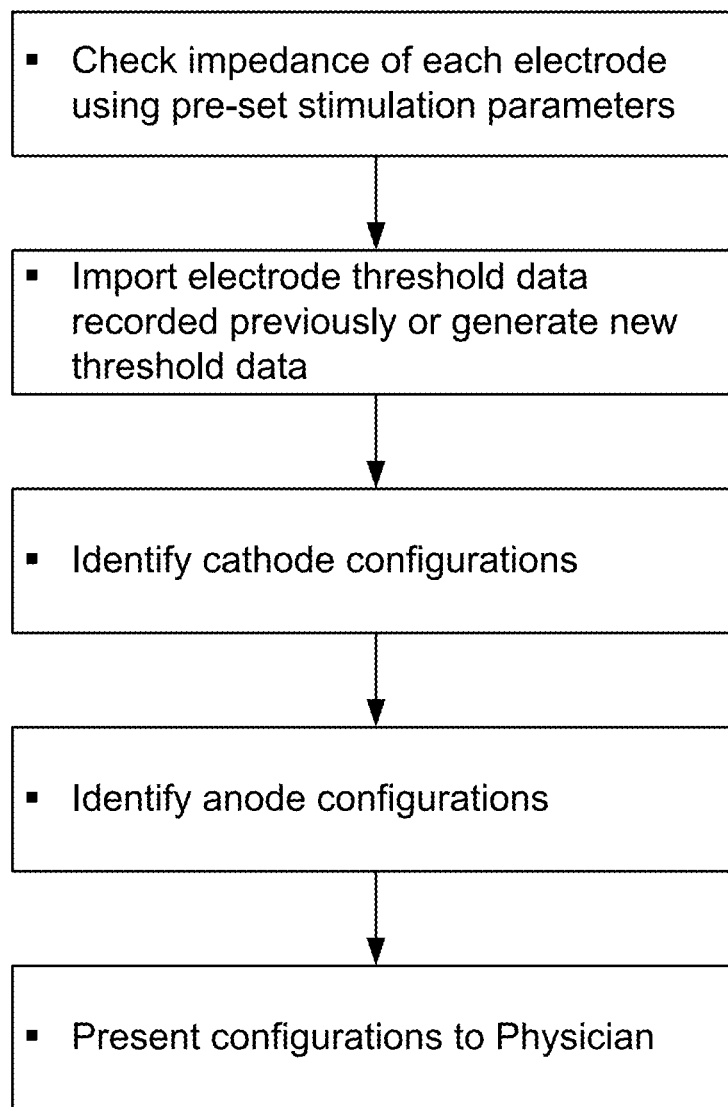 ▪ Check impedance of each electrode
using pre-set stimulation parameters
▪ Import electrode threshold data
recorded previously or generate new
threshold data
▪ Identify cathode configurations
▪ Identify anode configurations
▪ Present configurations to Physician